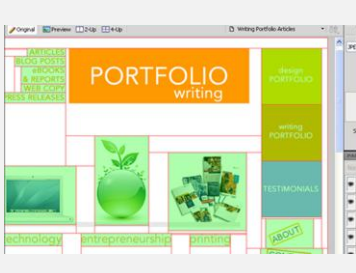 Original Preview 2-Up 4-Up
Writing Portfolio Articles
ARTICLES
BLOG POSTS
eBOOKS
& REPORTS
WEB COPY
PRESS RELEASES
PORTFOLIO
writing
design
PORTFOLIO
writing
PORTFOLIO
TESTIMONIALS
ABOUT
technology
entrepreneurship
printing